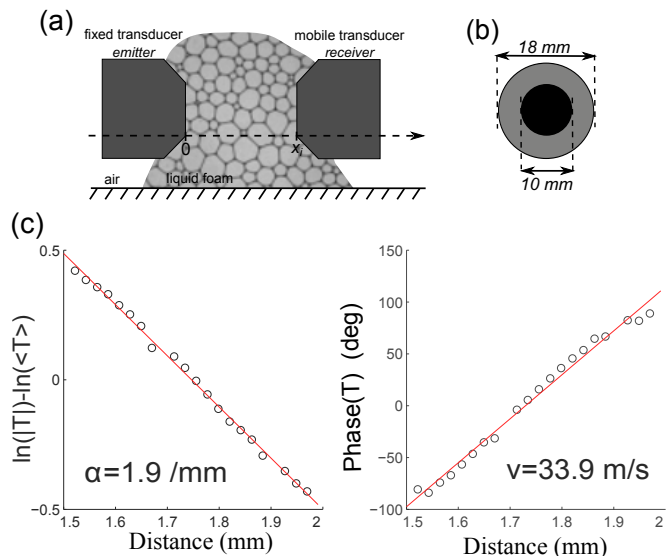 (a)
fixed transducer
emitter
mobile transducer
receiver
0
xᵢ
air
liquid foam
(b)
18 mm
10 mm
(c)
0.5
0
−0.5
ln(|T|)-ln(<T>)
α=1.9 /mm
1.5 1.6 1.7 1.8 1.9 2
Distance (mm)
150
100
50
0
−50
−100
Phase(T) (deg)
v=33.9 m/s
1.5 1.6 1.7 1.8 1.9 2
Distance (mm)